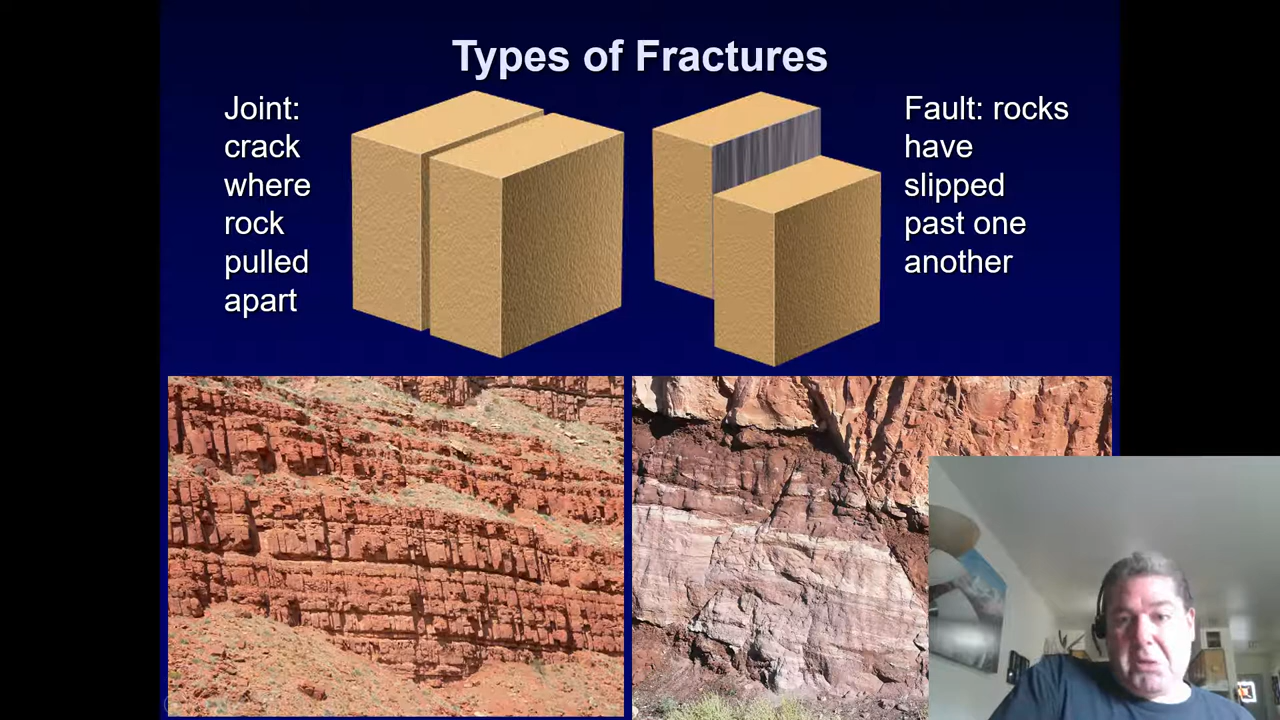 Types of Fractures
Joint:
crack
where
rock
pulled
apart
Fault: rocks
have
slipped
past one
another